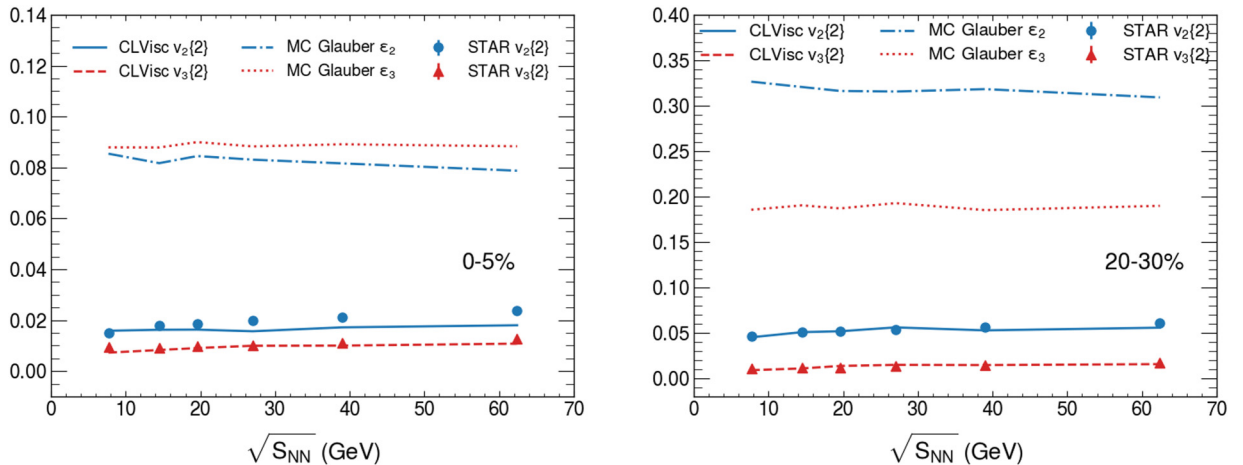 CLVisc v₂{2} MC Glauber ε₂ STAR v₂{2}
CLVisc v₃{2} MC Glauber ε₃ STAR v₃{2}
0.14
0.12
0.10
0.08
0.06
0.04
0.02
0.00
0-5%
0 10 20 30 40 50 60 70
√S_NN (GeV)
CLVisc v₂{2} MC Glauber ε₂ STAR v₂{2}
CLVisc v₃{2} MC Glauber ε₃ STAR v₃{2}
0.40
0.35
0.30
0.25
0.20
0.15
0.10
0.05
0.00
20-30%
0 10 20 30 40 50 60 70
√S_NN (GeV)